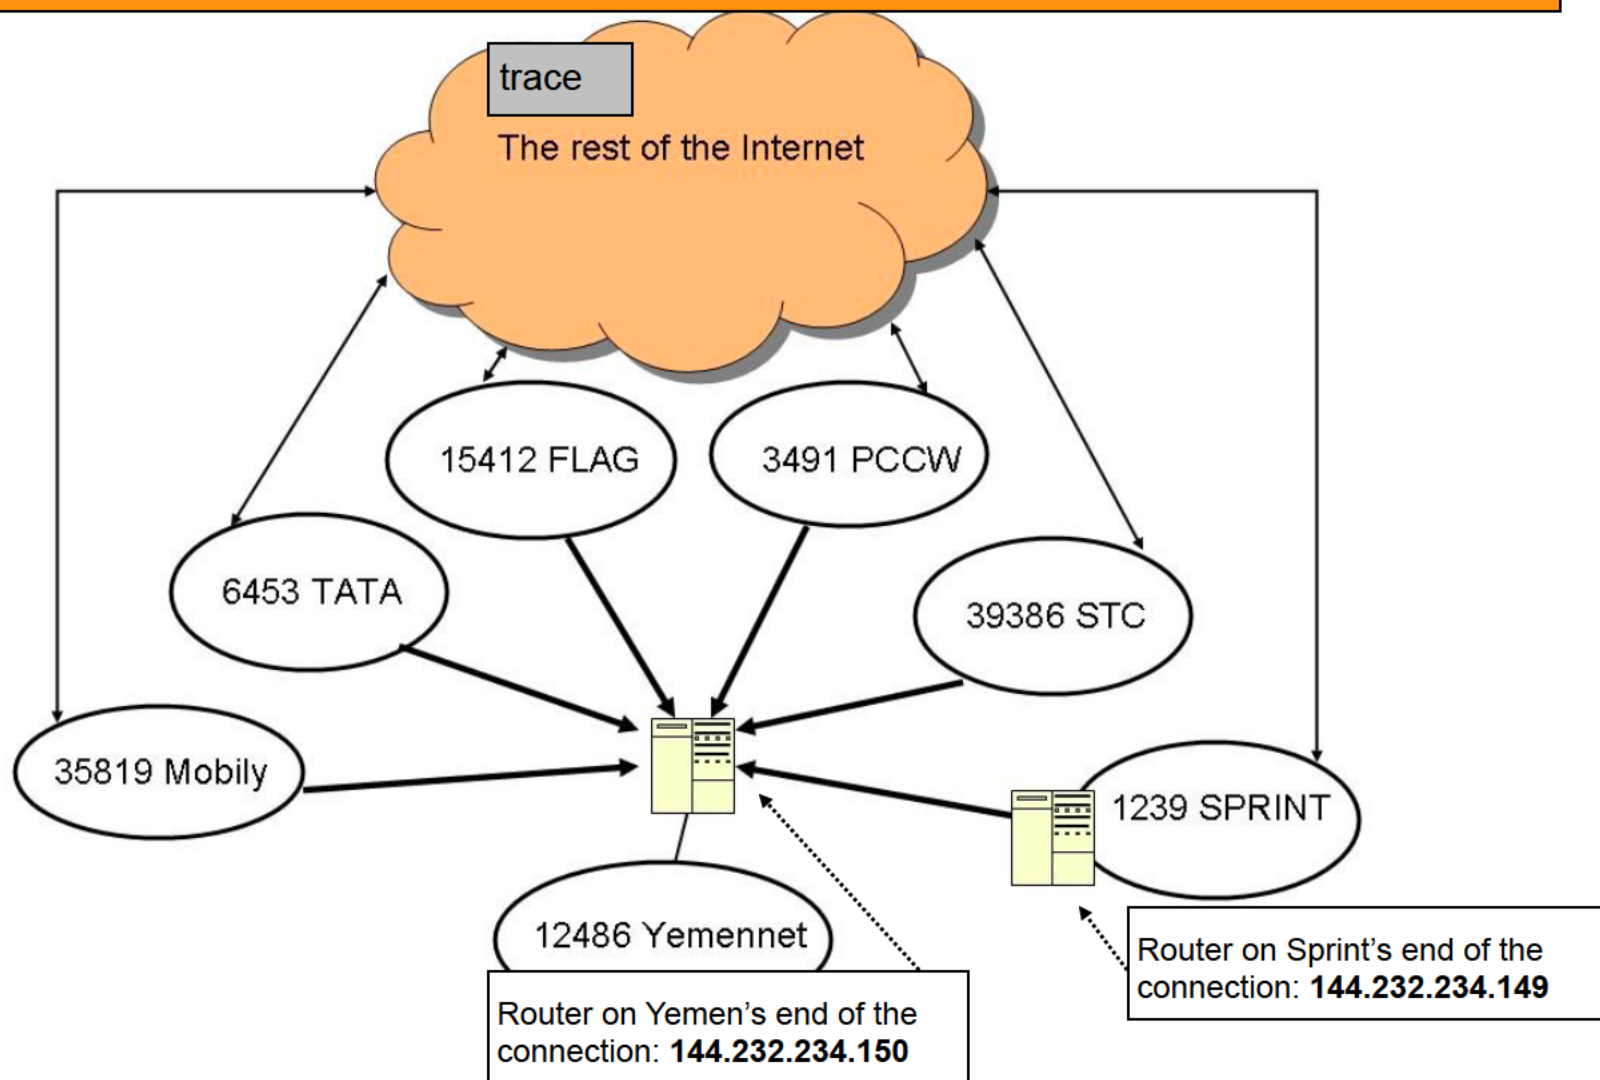 trace
The rest of the Internet
15412 FLAG
3491 PCCW
6453 TATA
39386 STC
35819 Mobily
1239 SPRINT
12486 Yemennet
Router on Sprint’s end of the
connection: 144.232.234.149
Router on Yemen’s end of the
connection: 144.232.234.150